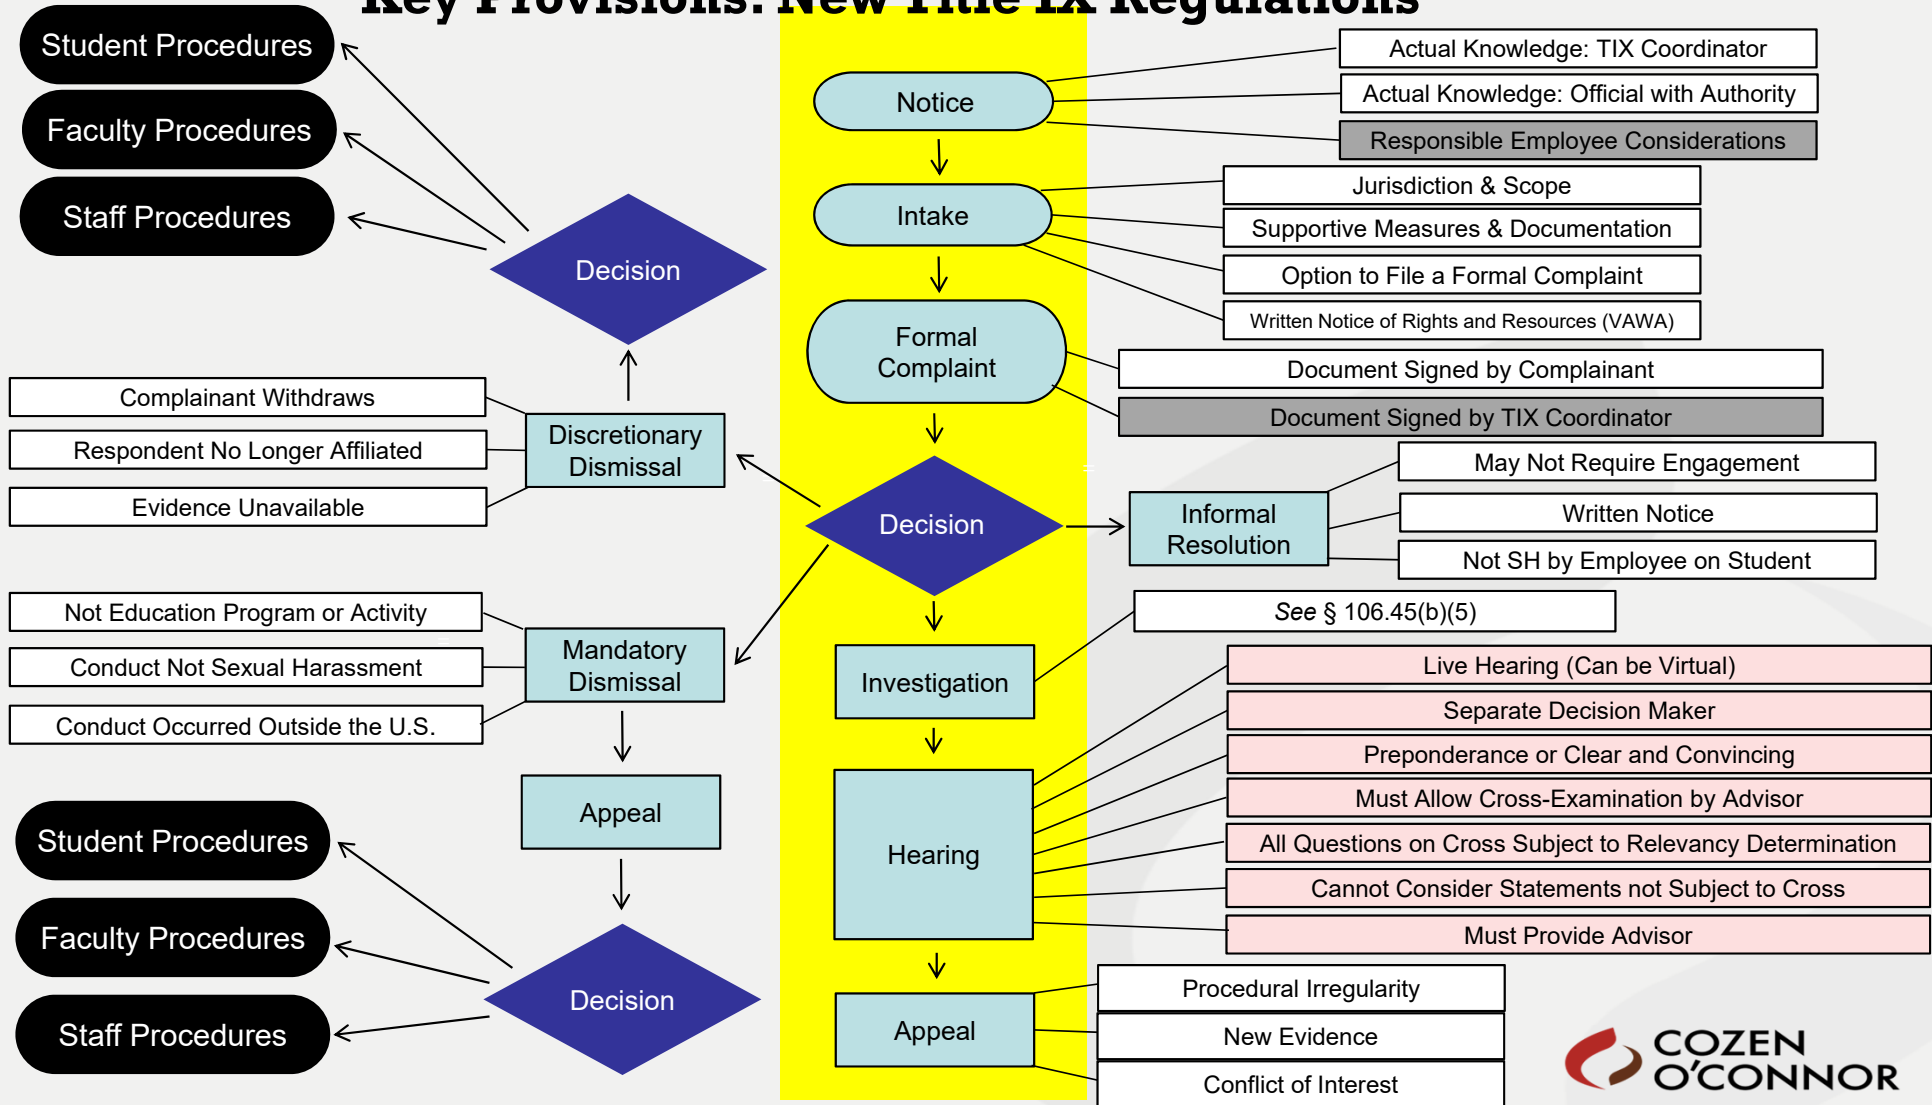 Key Provisions: New Title IX Regulations
Student Procedures
Faculty Procedures
Staff Procedures
Decision
Complainant Withdraws
Respondent No Longer Affiliated
Evidence Unavailable
Discretionary
Dismissal
Not Education Program or Activity
Conduct Not Sexual Harassment
Conduct Occurred Outside the U.S.
Mandatory
Dismissal
Appeal
Student Procedures
Faculty Procedures
Staff Procedures
Decision
Notice
Actual Knowledge: TIX Coordinator
Actual Knowledge: Official with Authority
Responsible Employee Considerations
Intake
Jurisdiction & Scope
Supportive Measures & Documentation
Option to File a Formal Complaint
Written Notice of Rights and Resources (VAWA)
Formal
Complaint
Document Signed by Complainant
Document Signed by TIX Coordinator
Decision
Informal
Resolution
May Not Require Engagement
Written Notice
Not SH by Employee on Student
Investigation
See § 106.45(b)(5)
Hearing
Live Hearing (Can be Virtual)
Separate Decision Maker
Preponderance or Clear and Convincing
Must Allow Cross-Examination by Advisor
All Questions on Cross Subject to Relevancy Determination
Cannot Consider Statements not Subject to Cross
Must Provide Advisor
Appeal
Procedural Irregularity
New Evidence
Conflict of Interest
COZEN
O'CONNOR